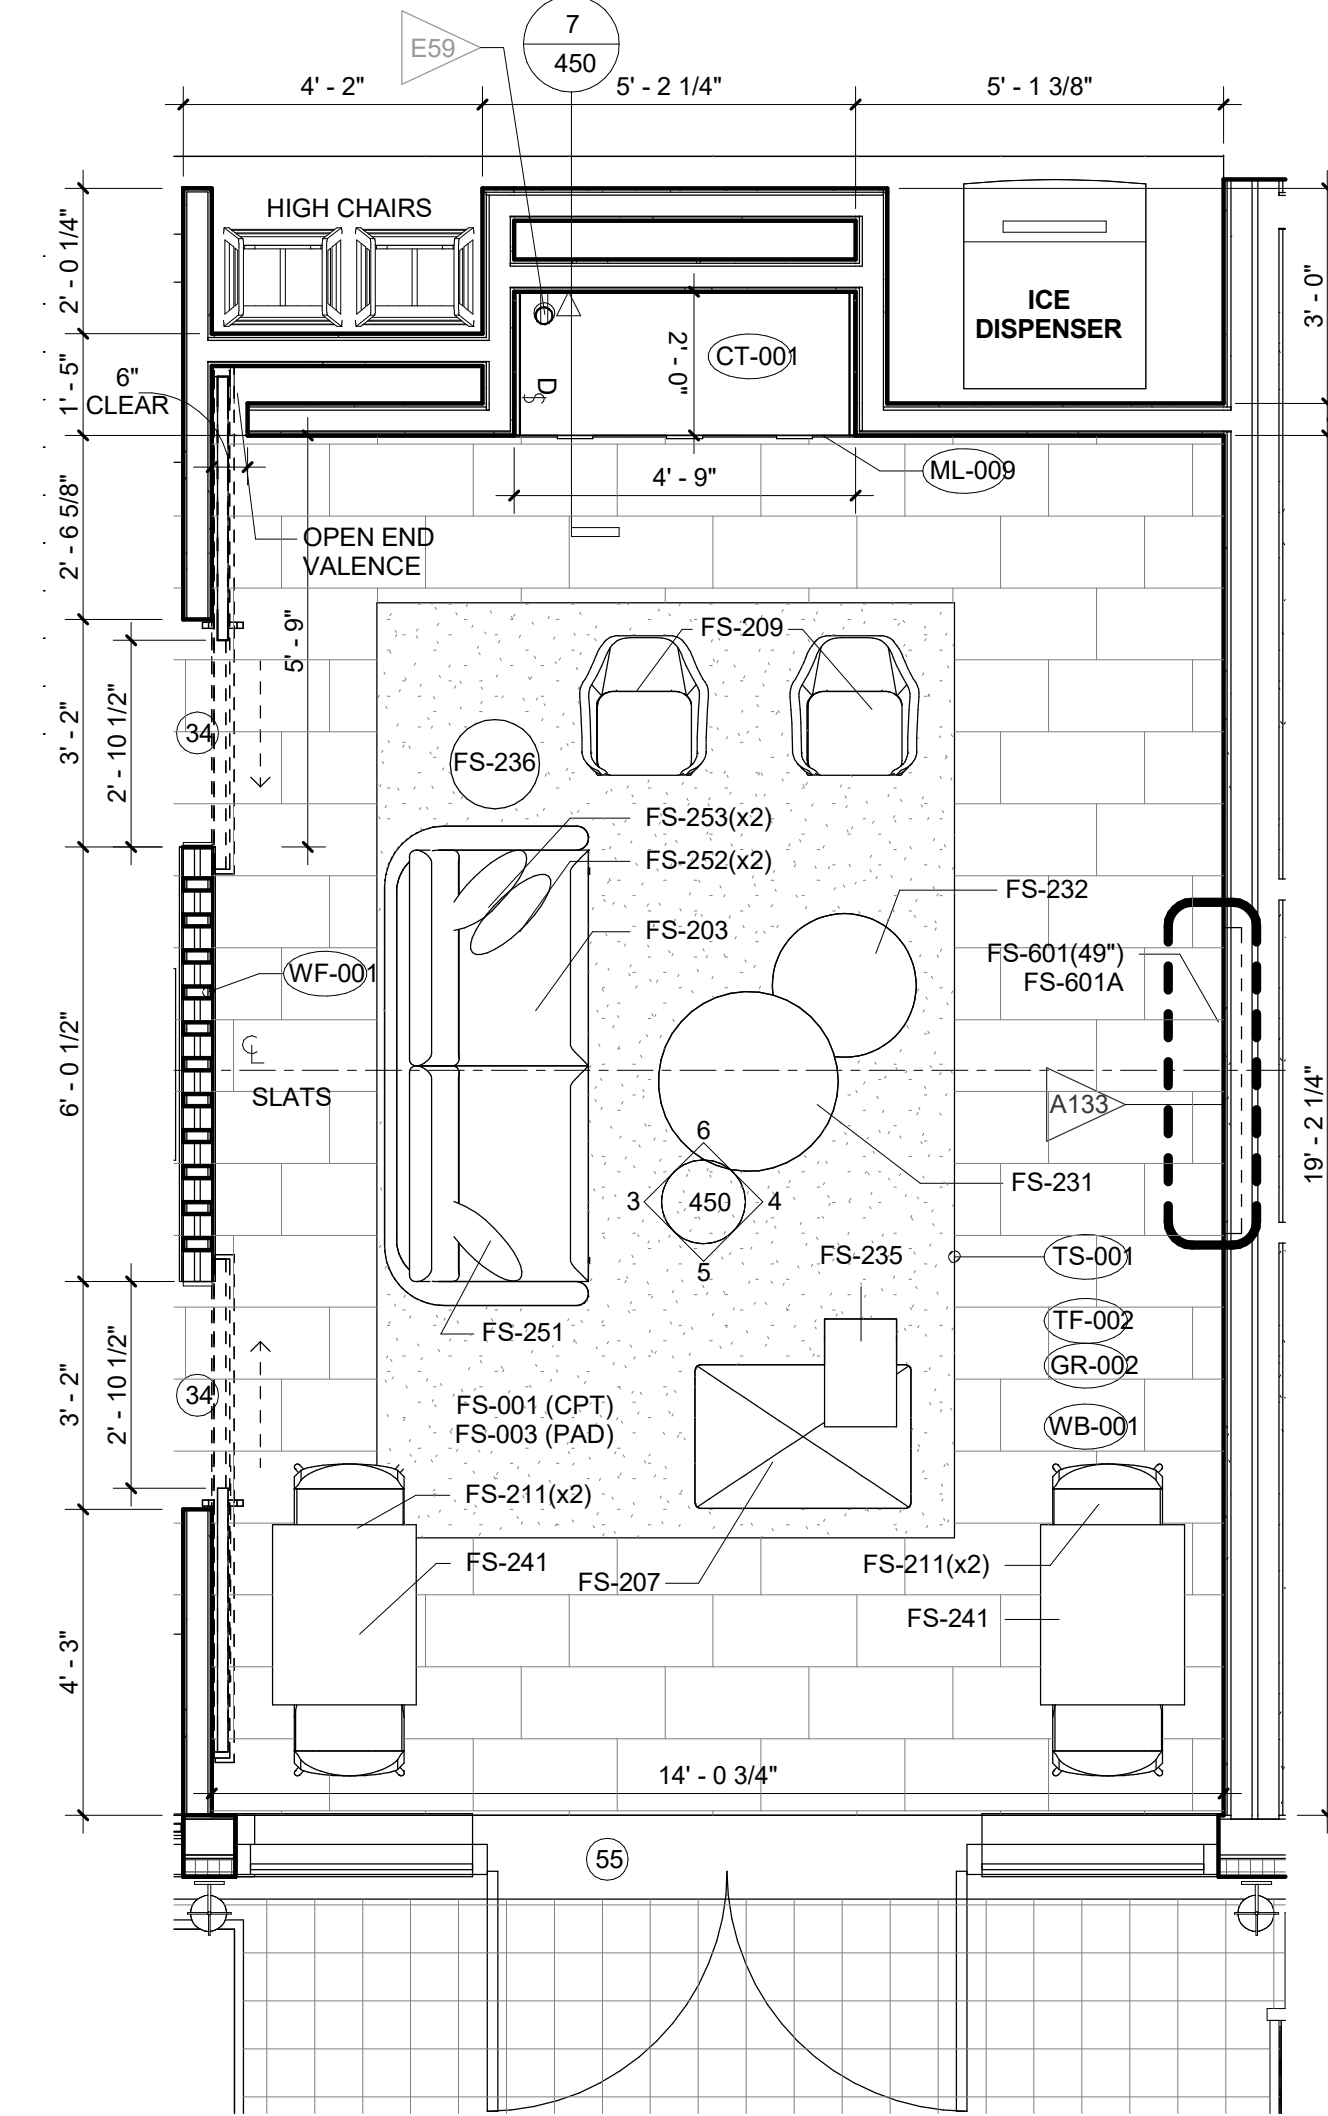 7
E59
450
4' - 2"
5' - 2 1/4"
5' - 1 3/8"
HIGH CHAIRS
2' - 0 1/4"
3' - 0"
ICE
DISPENSER
2' - 0"
CT-001
1' - 5"
6"
CLEAR
D
S
4' - 9"
ML-009
2' - 6 5/8"
OPEN END
VALENCE
5' - 9"
FS-209
3' - 2"
2' - 10 1/2"
34
FS-236
FS-253(x2)
FS-252(x2)
FS-232
FS-203
FS-601(49")
FS-601A
WF-001
6' - 0 1/2"
CL
SLATS
A133
19' - 2 1/4"
6
3
450
4
5
FS-231
FS-235
TS-001
TF-002
FS-251
GR-002
3' - 2"
2' - 10 1/2"
34
FS-001 (CPT)
FS-003 (PAD)
WB-001
FS-211(x2)
FS-241
FS-207
FS-211(x2)
FS-241
4' - 3"
14' - 0 3/4"
55